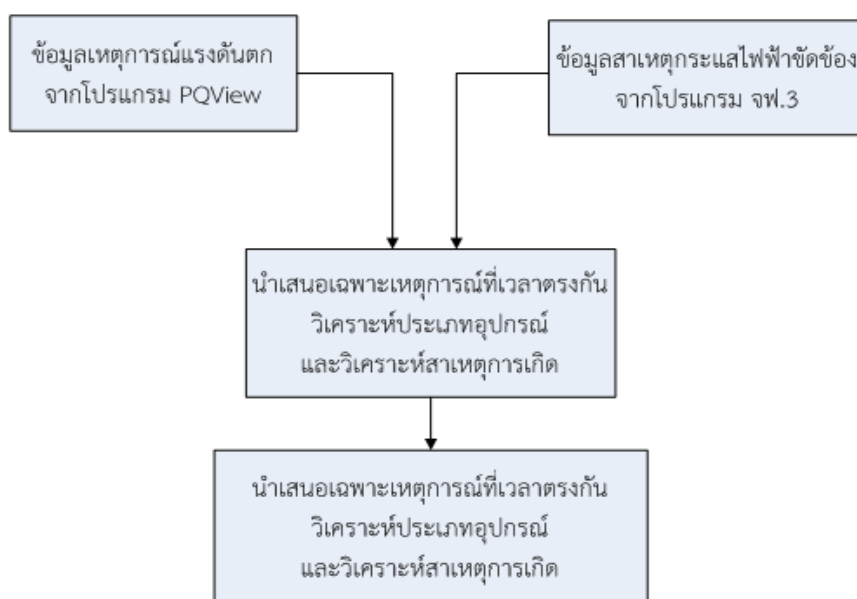 ข้อมูลเหตุการณ์แรงดันตก
จากโปรแกรม PQView
ข้อมูลสาเหตุกระแสไฟฟ้าขัดข้อง
จากโปรแกรม จฟ.3
นำเสนอเฉพาะเหตุการณ์ที่เวลาตรงกัน
วิเคราะห์ประเภทอุปกรณ์
และวิเคราะห์สาเหตุการเกิด
นำเสนอเฉพาะเหตุการณ์ที่เวลาตรงกัน
วิเคราะห์ประเภทอุปกรณ์
และวิเคราะห์สาเหตุการเกิด